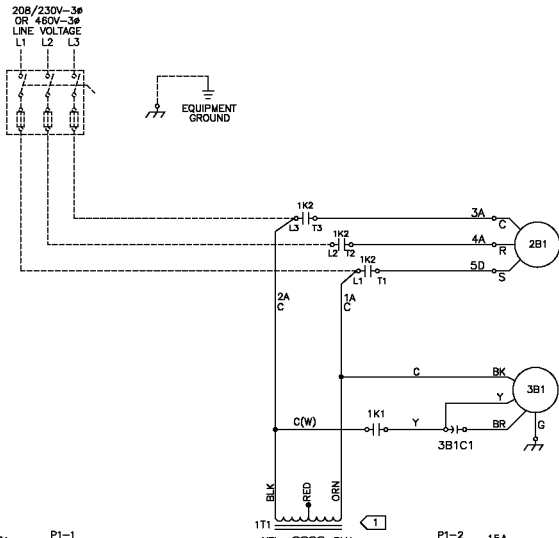 208/230V-3ø
OR 460V-3ø
LINE VOLTAGE
L1 L2 L3
EQUIPMENT
GROUND
1K2
3A
C
L3 T3
1K2
4A
R
2B1
L2 T2
1K2
5D
S
L1 T1
2A
C
1A
C
C
BK
3B1
Y
1K1
C(W)
Y
BR
G
3B1C1
BLK
RED
ORN
1T1
1
P1-1
P1-2
15A